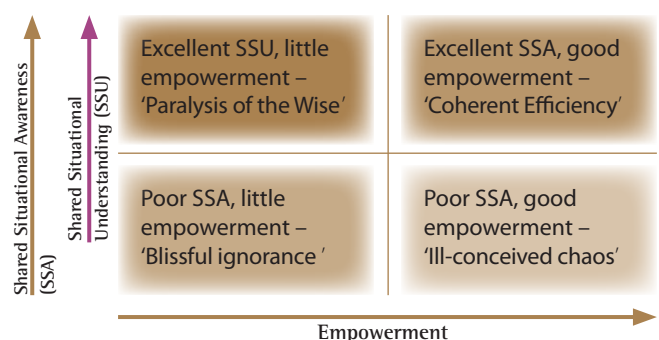 Shared Situational Awareness
(SSA)
Shared Situational
Understanding (SSU)
Excellent SSU, little
empowerment –
‘Paralysis of the Wise’
Excellent SSA, good
empowerment –
‘Coherent Efficiency’
Poor SSA, little
empowerment –
‘Blissful ignorance ’
Poor SSA, good
empowerment –
‘Ill-conceived chaos’
Empowerment